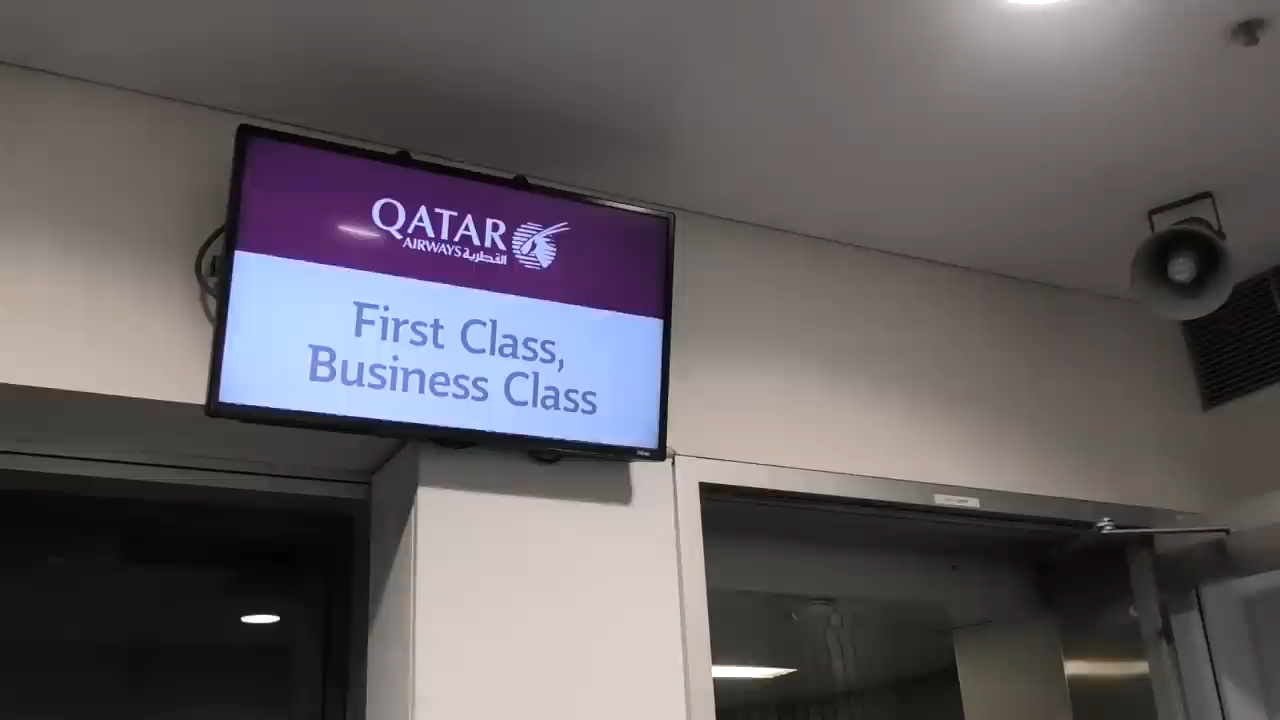 QATAR
AIRWAYS القطرية
First Class,
Business Class